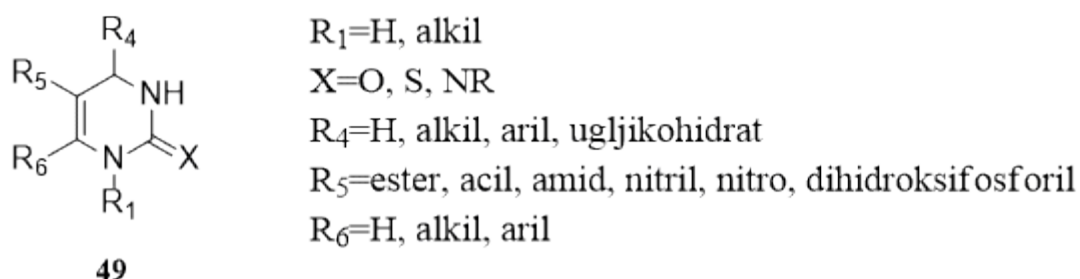 R4
R5
NH
R6
N
X
R1
49
R1=H, alkil
X=O, S, NR
R4=H, alkil, aril, ugljikohidrat
R5=ester, acil, amid, nitril, nitro, dihidroksifosforil
R6=H, alkil, aril